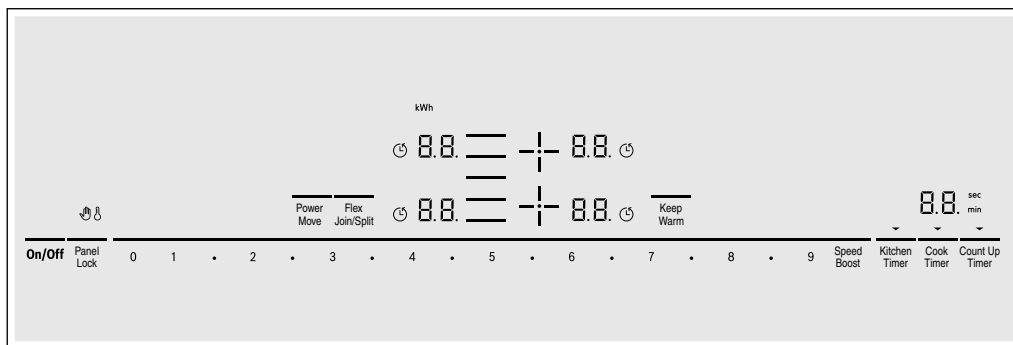 kWh
8.8. 8.8.
8.8. sec
min
Power Move
Flex Join/Split
8.8. 8.8.
Keep Warm
On/Off
Panel Lock
0 1 • 2 • 3 • 4 • 5 • 6 • 7 • 8 • 9
Speed Boost
Kitchen Timer
Cook Timer
Count Up Timer